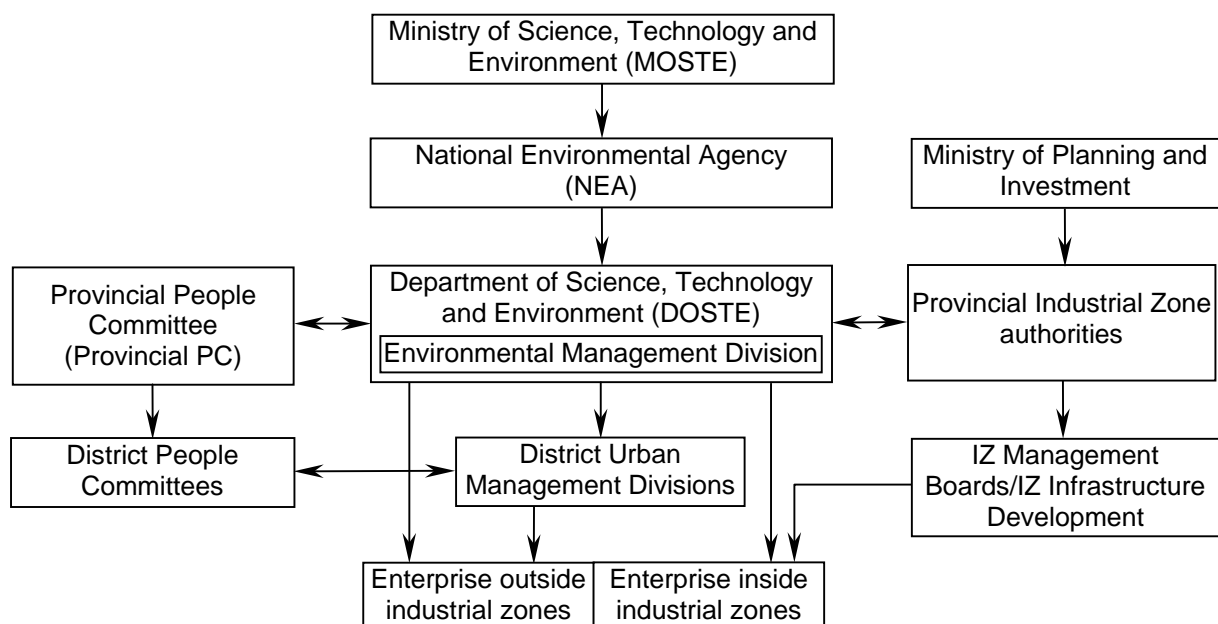 Ministry of Science, Technology and
Environment (MOSTE)
National Environmental Agency
(NEA)
Ministry of Planning and
Investment
Provincial People
Committee
(Provincial PC)
Department of Science, Technology
and Environment (DOSTE)
Environmental Management Division
Provincial Industrial Zone
authorities
District People
Committees
District Urban
Management Divisions
IZ Management
Boards/IZ Infrastructure
Development
Enterprise outside
industrial zones
Enterprise inside
industrial zones